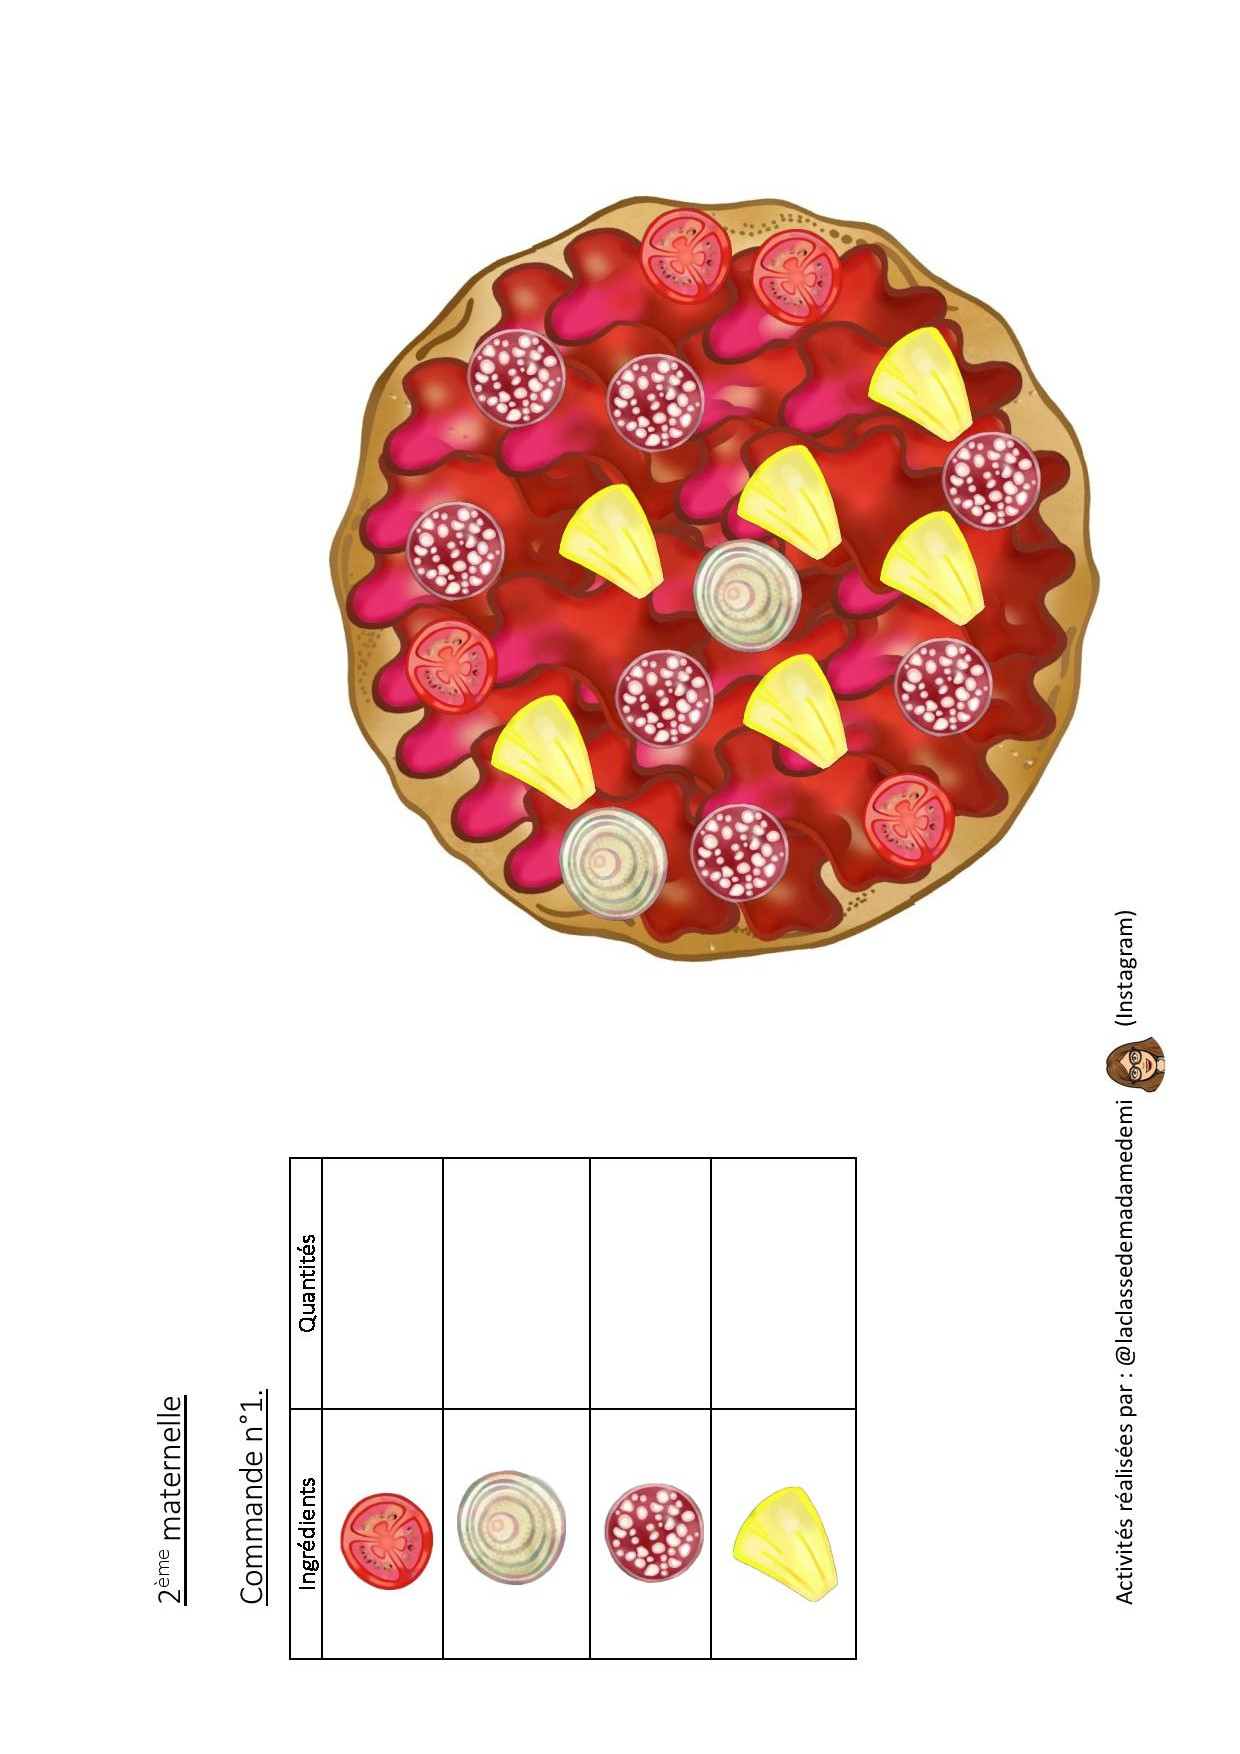 2ème maternelle
Commande n°1.
Ingrédients Quantités
Activités réalisées par : @laclassedemadamedemi (Instagram)